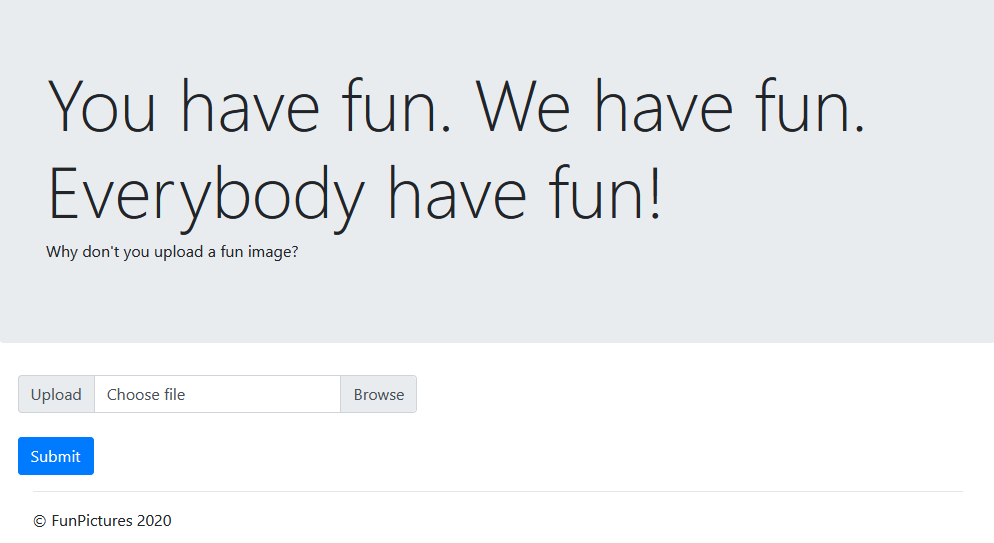 You have fun. We have fun.
Everybody have fun!
Why don't you upload a fun image?
Upload Choose file Browse
Submit
© FunPictures 2020